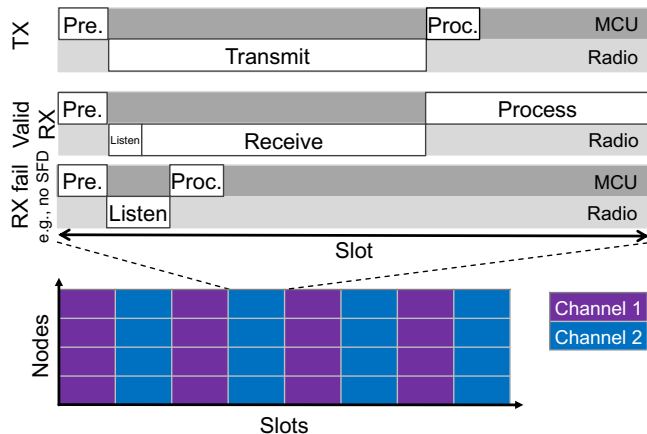 TX
Pre.
Proc.
MCU
Transmit
Radio
Valid
RX
Pre.
Process
Listen
Receive
Radio
RX fail
e.g., no SFD
Pre.
Proc.
MCU
Listen
Radio
Slot
Nodes
Channel 1
Channel 2
Slots